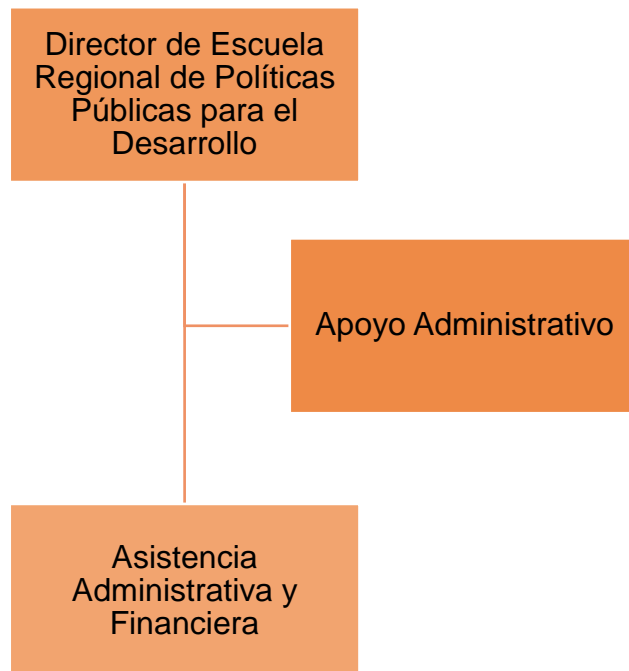 Director de Escuela
Regional de Políticas
Públicas para el
Desarrollo
Apoyo Administrativo
Asistencia
Administrativa y
Financiera